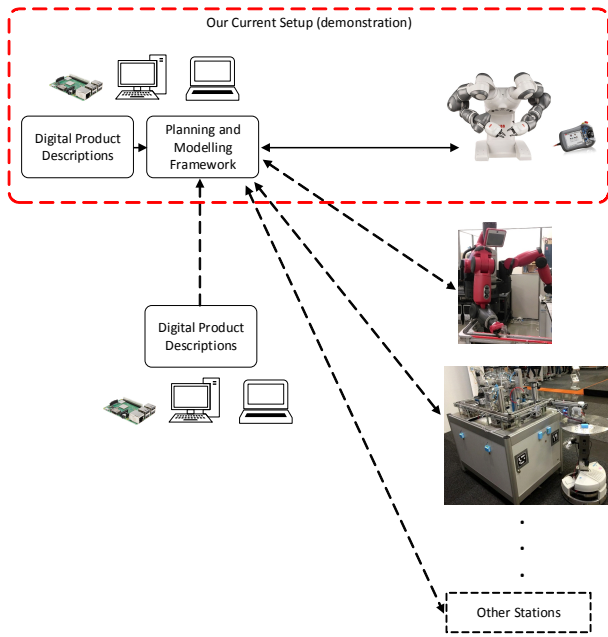 Our Current Setup (demonstration)
Digital Product
Descriptions
Planning and
Modelling
Framework
Digital Product
Descriptions
Other Stations